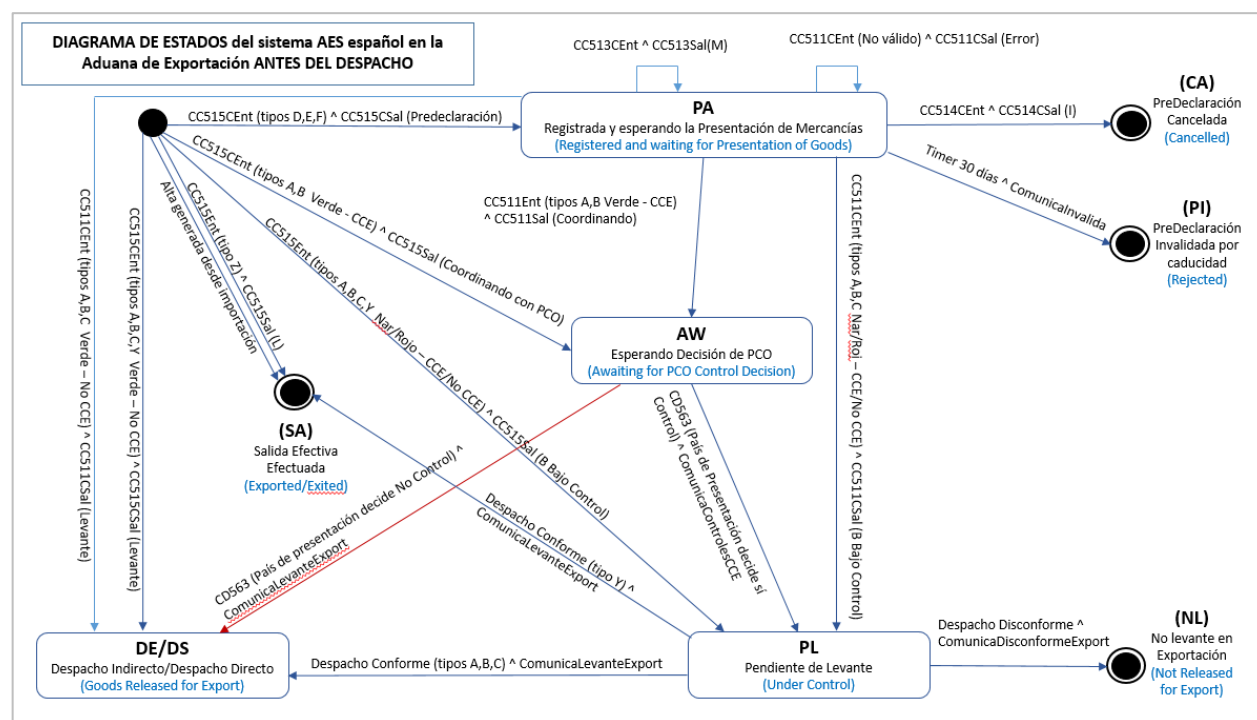 DIAGRAMA DE ESTADOS del sistema AES español en la
Aduana de Exportación ANTES DEL DESPACHO
CC513CEnt ^ CC513Sal(M)
CC511CEnt (No válido) ^ CC511CSal (Error)
CC515CEnt (tipos D,E,F) ^ CC515CSal (Predeclaración)
PA
Registrada y esperando la Presentación de Mercancías
(Registered and waiting for Presentation of Goods)
CC514CEnt ^ CC514CSal (I)
(CA)
PreDeclaración
Cancelada
(Cancelled)
Timer 30 días ^ ComunicaInvalida
(PI)
PreDeclaración
Invalidada por
caducidad
(Rejected)
CC511Ent (tipos A,B Verde - CCE)
^ CC511Sal (Coordinando)
CC511CEnt (tipos A,B,C Verde – No CCE) ^ CC511CSal (Levante)
CC515CEnt (tipos A,B,C,Y Verde – No CCE) ^CC515CSal (Levante)
Alta generada desde importación
CC515Ent (tipo Z) ^ CC515Sal (L)
CC515CEnt (tipos A,B Verde - CCE) ^ CC515Sal (Coordinando con PCO)
CC515Ent (tipos A,B,C,Y Nar/Rojo – CCE/No CCE) ^ CC515Sal (B Bajo Control)
CC511CEnt (tipos A,B,C Nar/Roj – CCE/No CCE) ^ CC511CSal (B Bajo Control)
AW
Esperando Decisión de PCO
(Awaiting for PCO Control Decision)
(SA)
Salida Efectiva
Efectuada
(Exported/Exited)
CD563 (País de presentación decide No Control) ^
ComunicaLevanteExport
Despacho Conforme (tipo Y) ^
ComunicaLevanteExport
CD563 (País de Presentación decide sí
Control) ^ ComunicaControlesCCE
DE/DS
Despacho Indirecto/Despacho Directo
(Goods Released for Export)
Despacho Conforme (tipos A,B,C) ^ ComunicaLevanteExport
PL
Pendiente de Levante
(Under Control)
Despacho Disconforme ^
ComunicaDisconformeExport
(NL)
No levante en
Exportación
(Not Released
for Export)